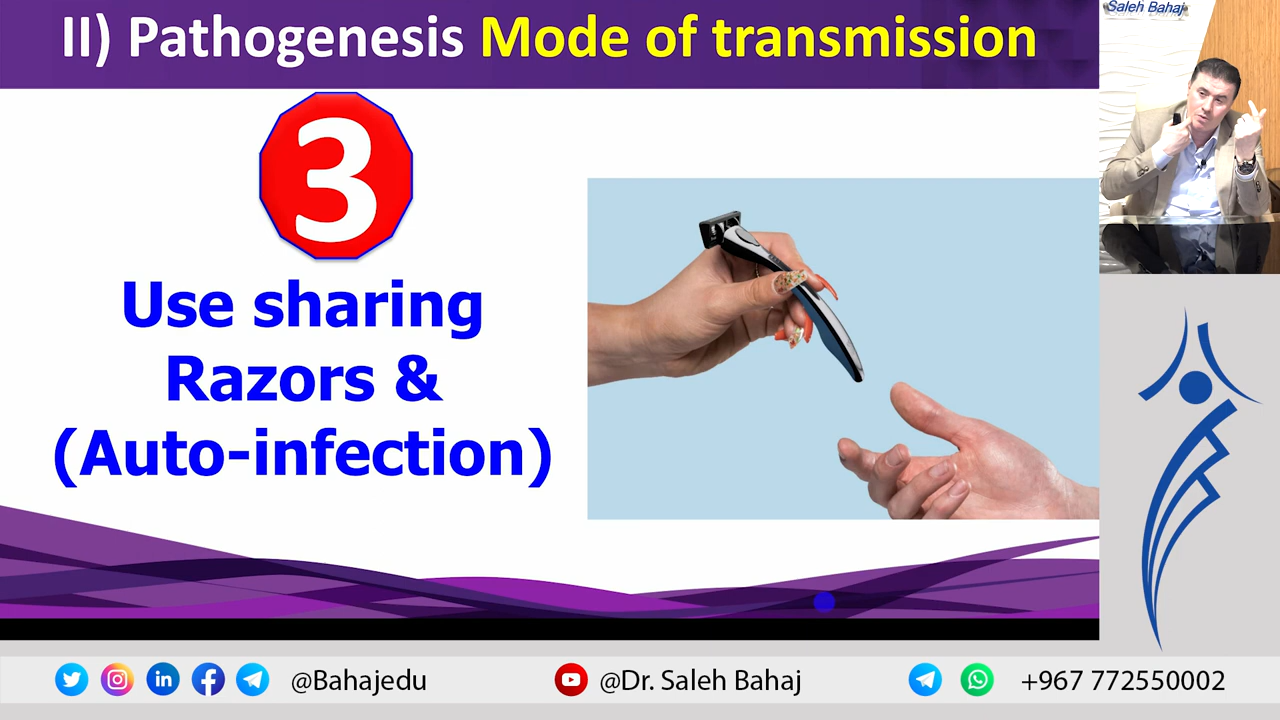 II) Pathogenesis Mode of transmission
Saleh Bahaj
3
Use sharing
Razors &
(Auto-infection)
@Bahajedu
@Dr. Saleh Bahaj
+967 772550002